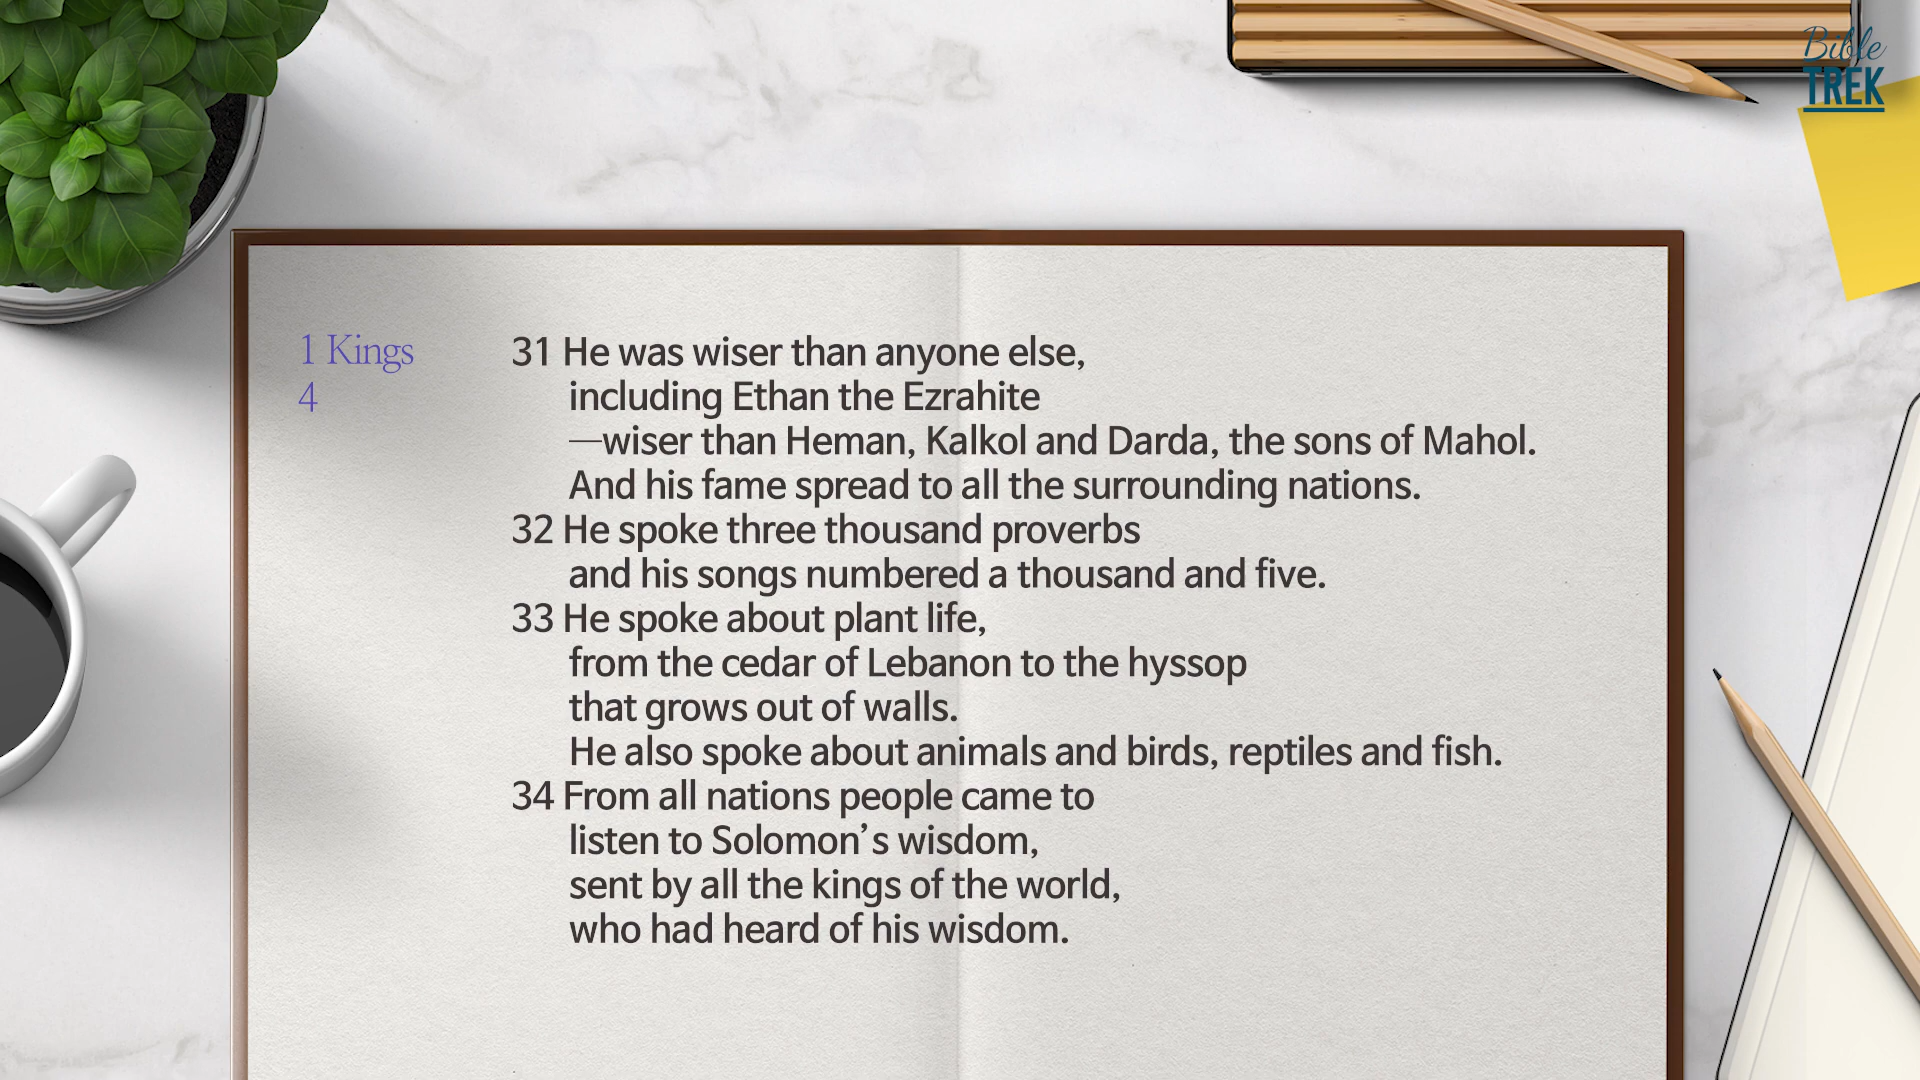 Bible
TREK
1 Kings
4
31 He was wiser than anyone else,
including Ethan the Ezrahite
—wiser than Heman, Kalkol and Darda, the sons of Mahol.
And his fame spread to all the surrounding nations.
32 He spoke three thousand proverbs
and his songs numbered a thousand and five.
33 He spoke about plant life,
from the cedar of Lebanon to the hyssop
that grows out of walls.
He also spoke about animals and birds, reptiles and fish.
34 From all nations people came to
listen to Solomon’s wisdom,
sent by all the kings of the world,
who had heard of his wisdom.